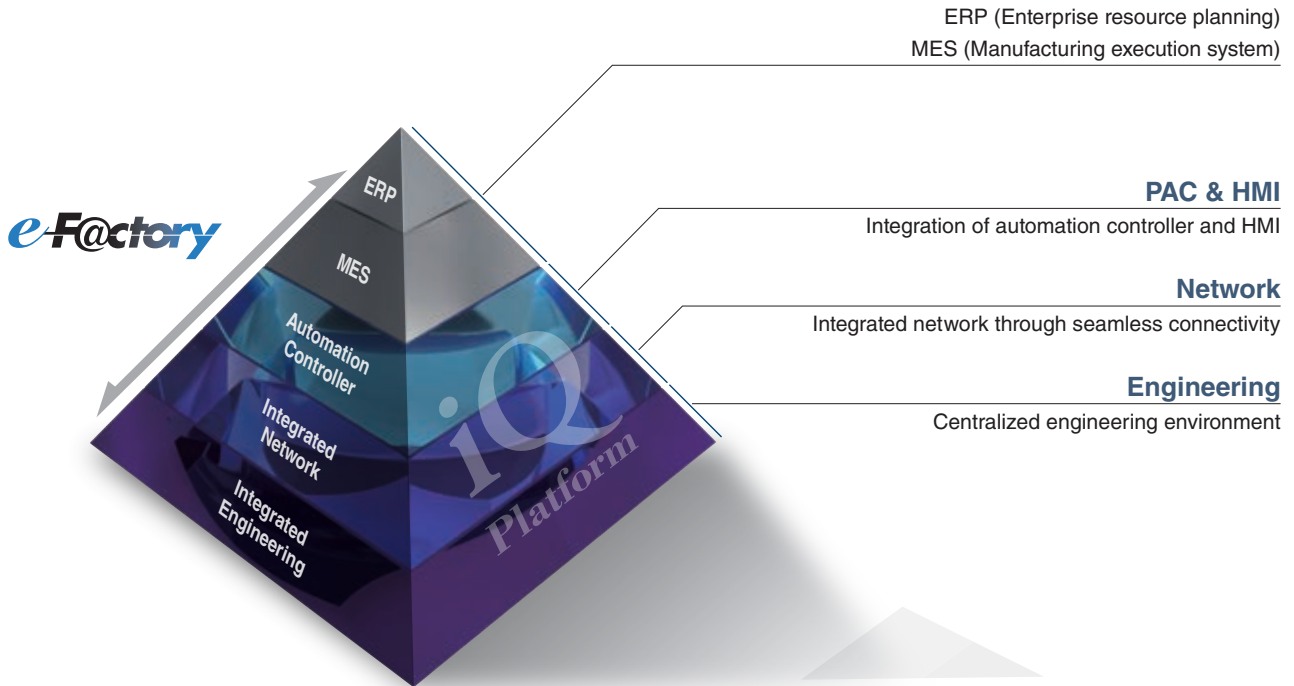 ERP (Enterprise resource planning)
MES (Manufacturing execution system)
PAC & HMI
Integration of automation controller and HMI
Network
Integrated network through seamless connectivity
Engineering
Centralized engineering environment
e-F@ctory
ERP
MES
Automation
Controller
Integrated
Network
Integrated
Engineering
iQ
Platform